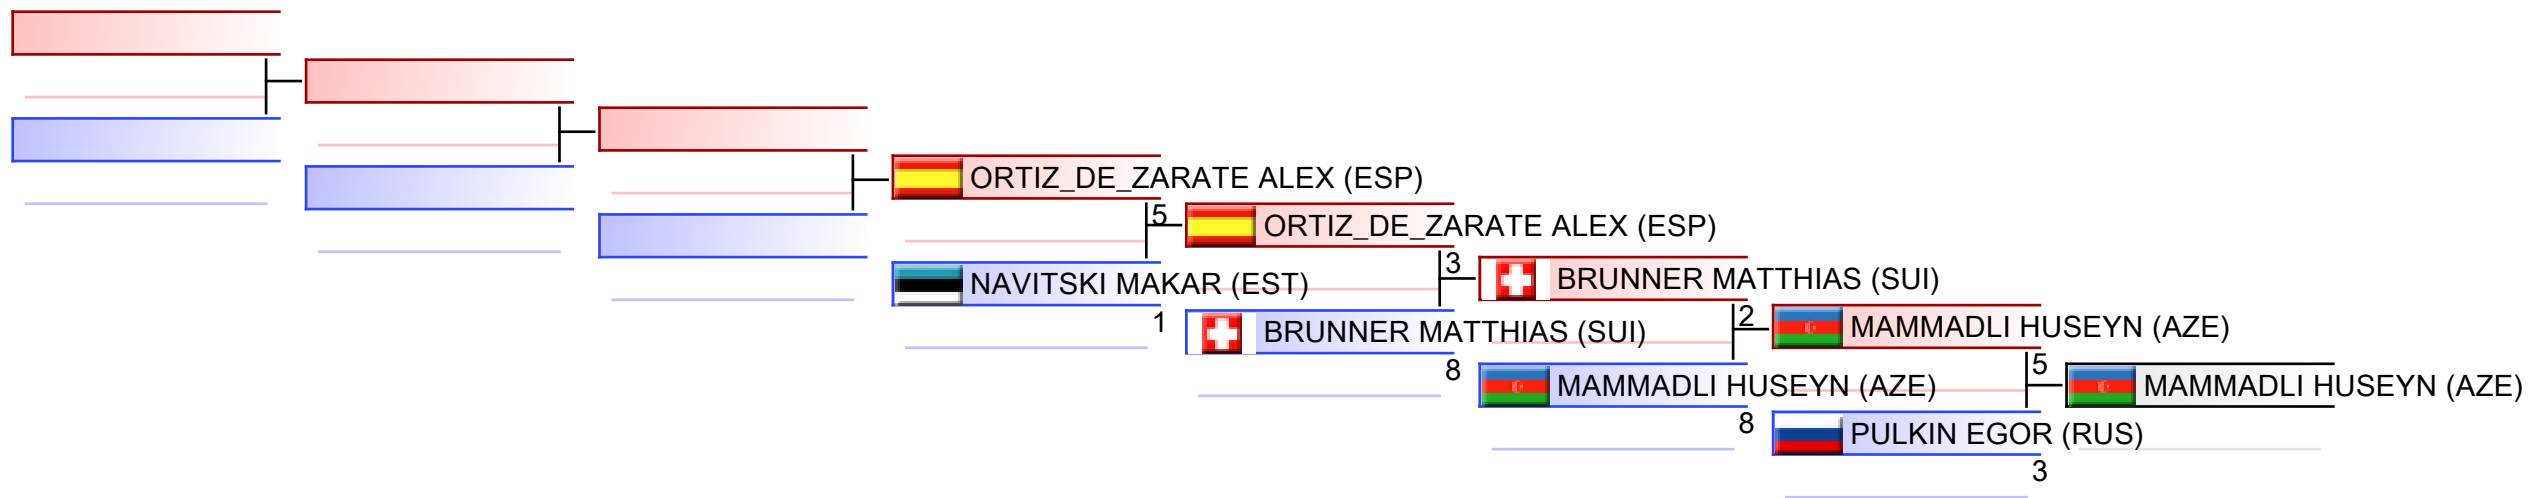 ORTIZ_DE_ZARATE ALEX (ESP)
5
ORTIZ_DE_ZARATE ALEX (ESP)
NAVITSKI MAKAR (EST)
1
3
BRUNNER MATTHIAS (SUI)
BRUNNER MATTHIAS (SUI)
8
2
MAMMADLI HUSEYN (AZE)
MAMMADLI HUSEYN (AZE)
8
5
MAMMADLI HUSEYN (AZE)
PULKIN EGOR (RUS)
3